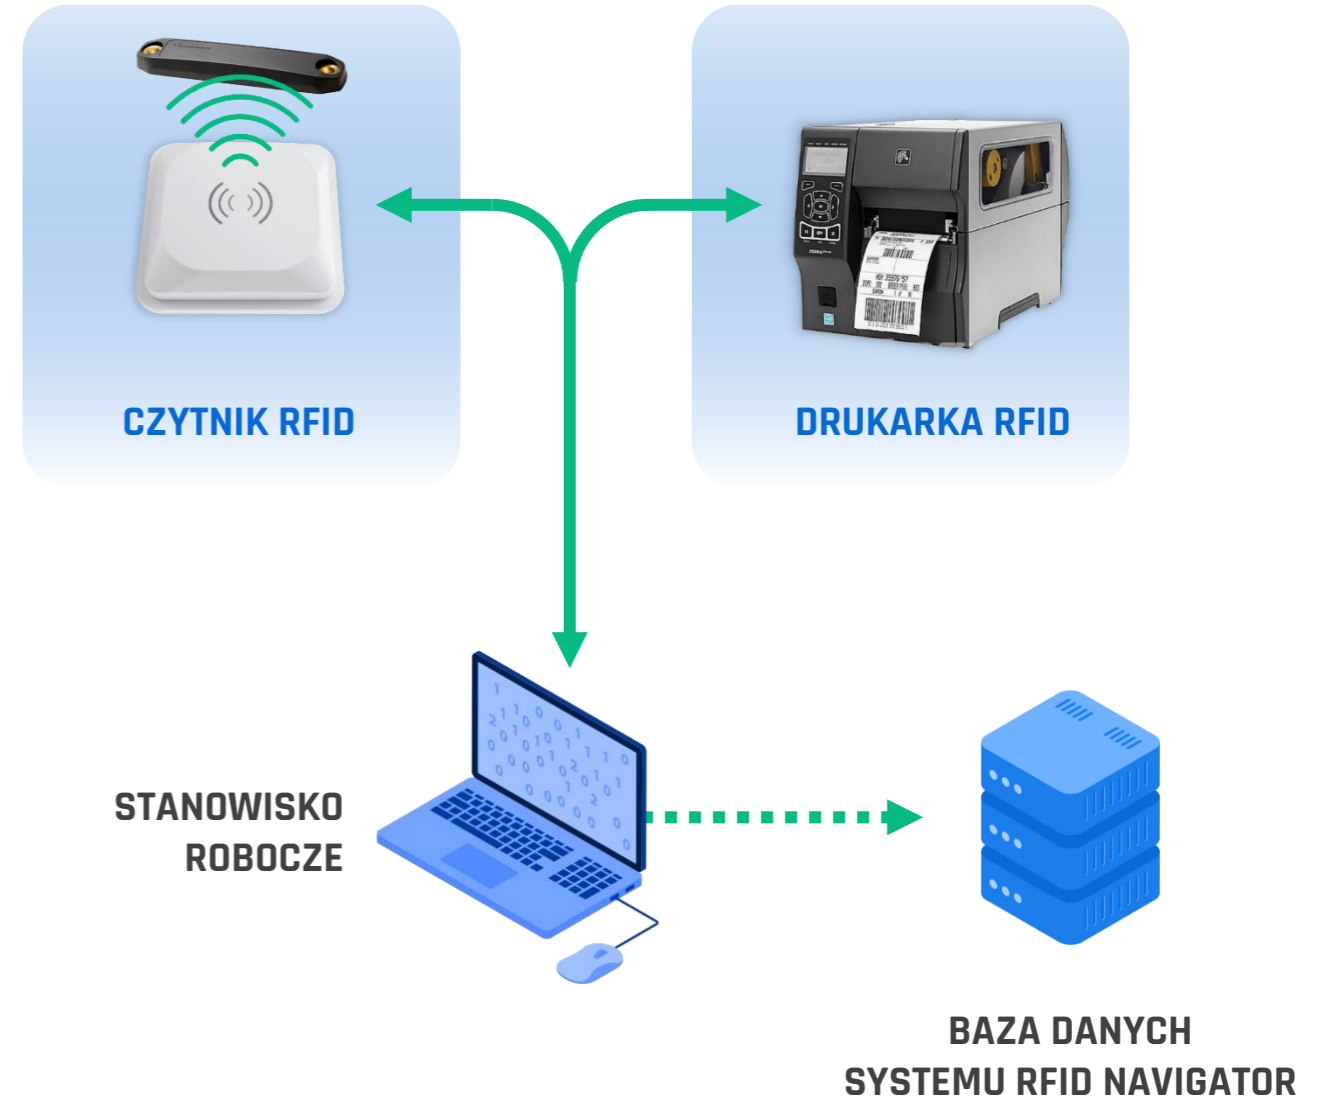 CZYTNIK RFID
DRUKARKA RFID
STANOWISKO
ROBOCZE
BAZA DANYCH
SYSTEMU RFID NAVIGATOR